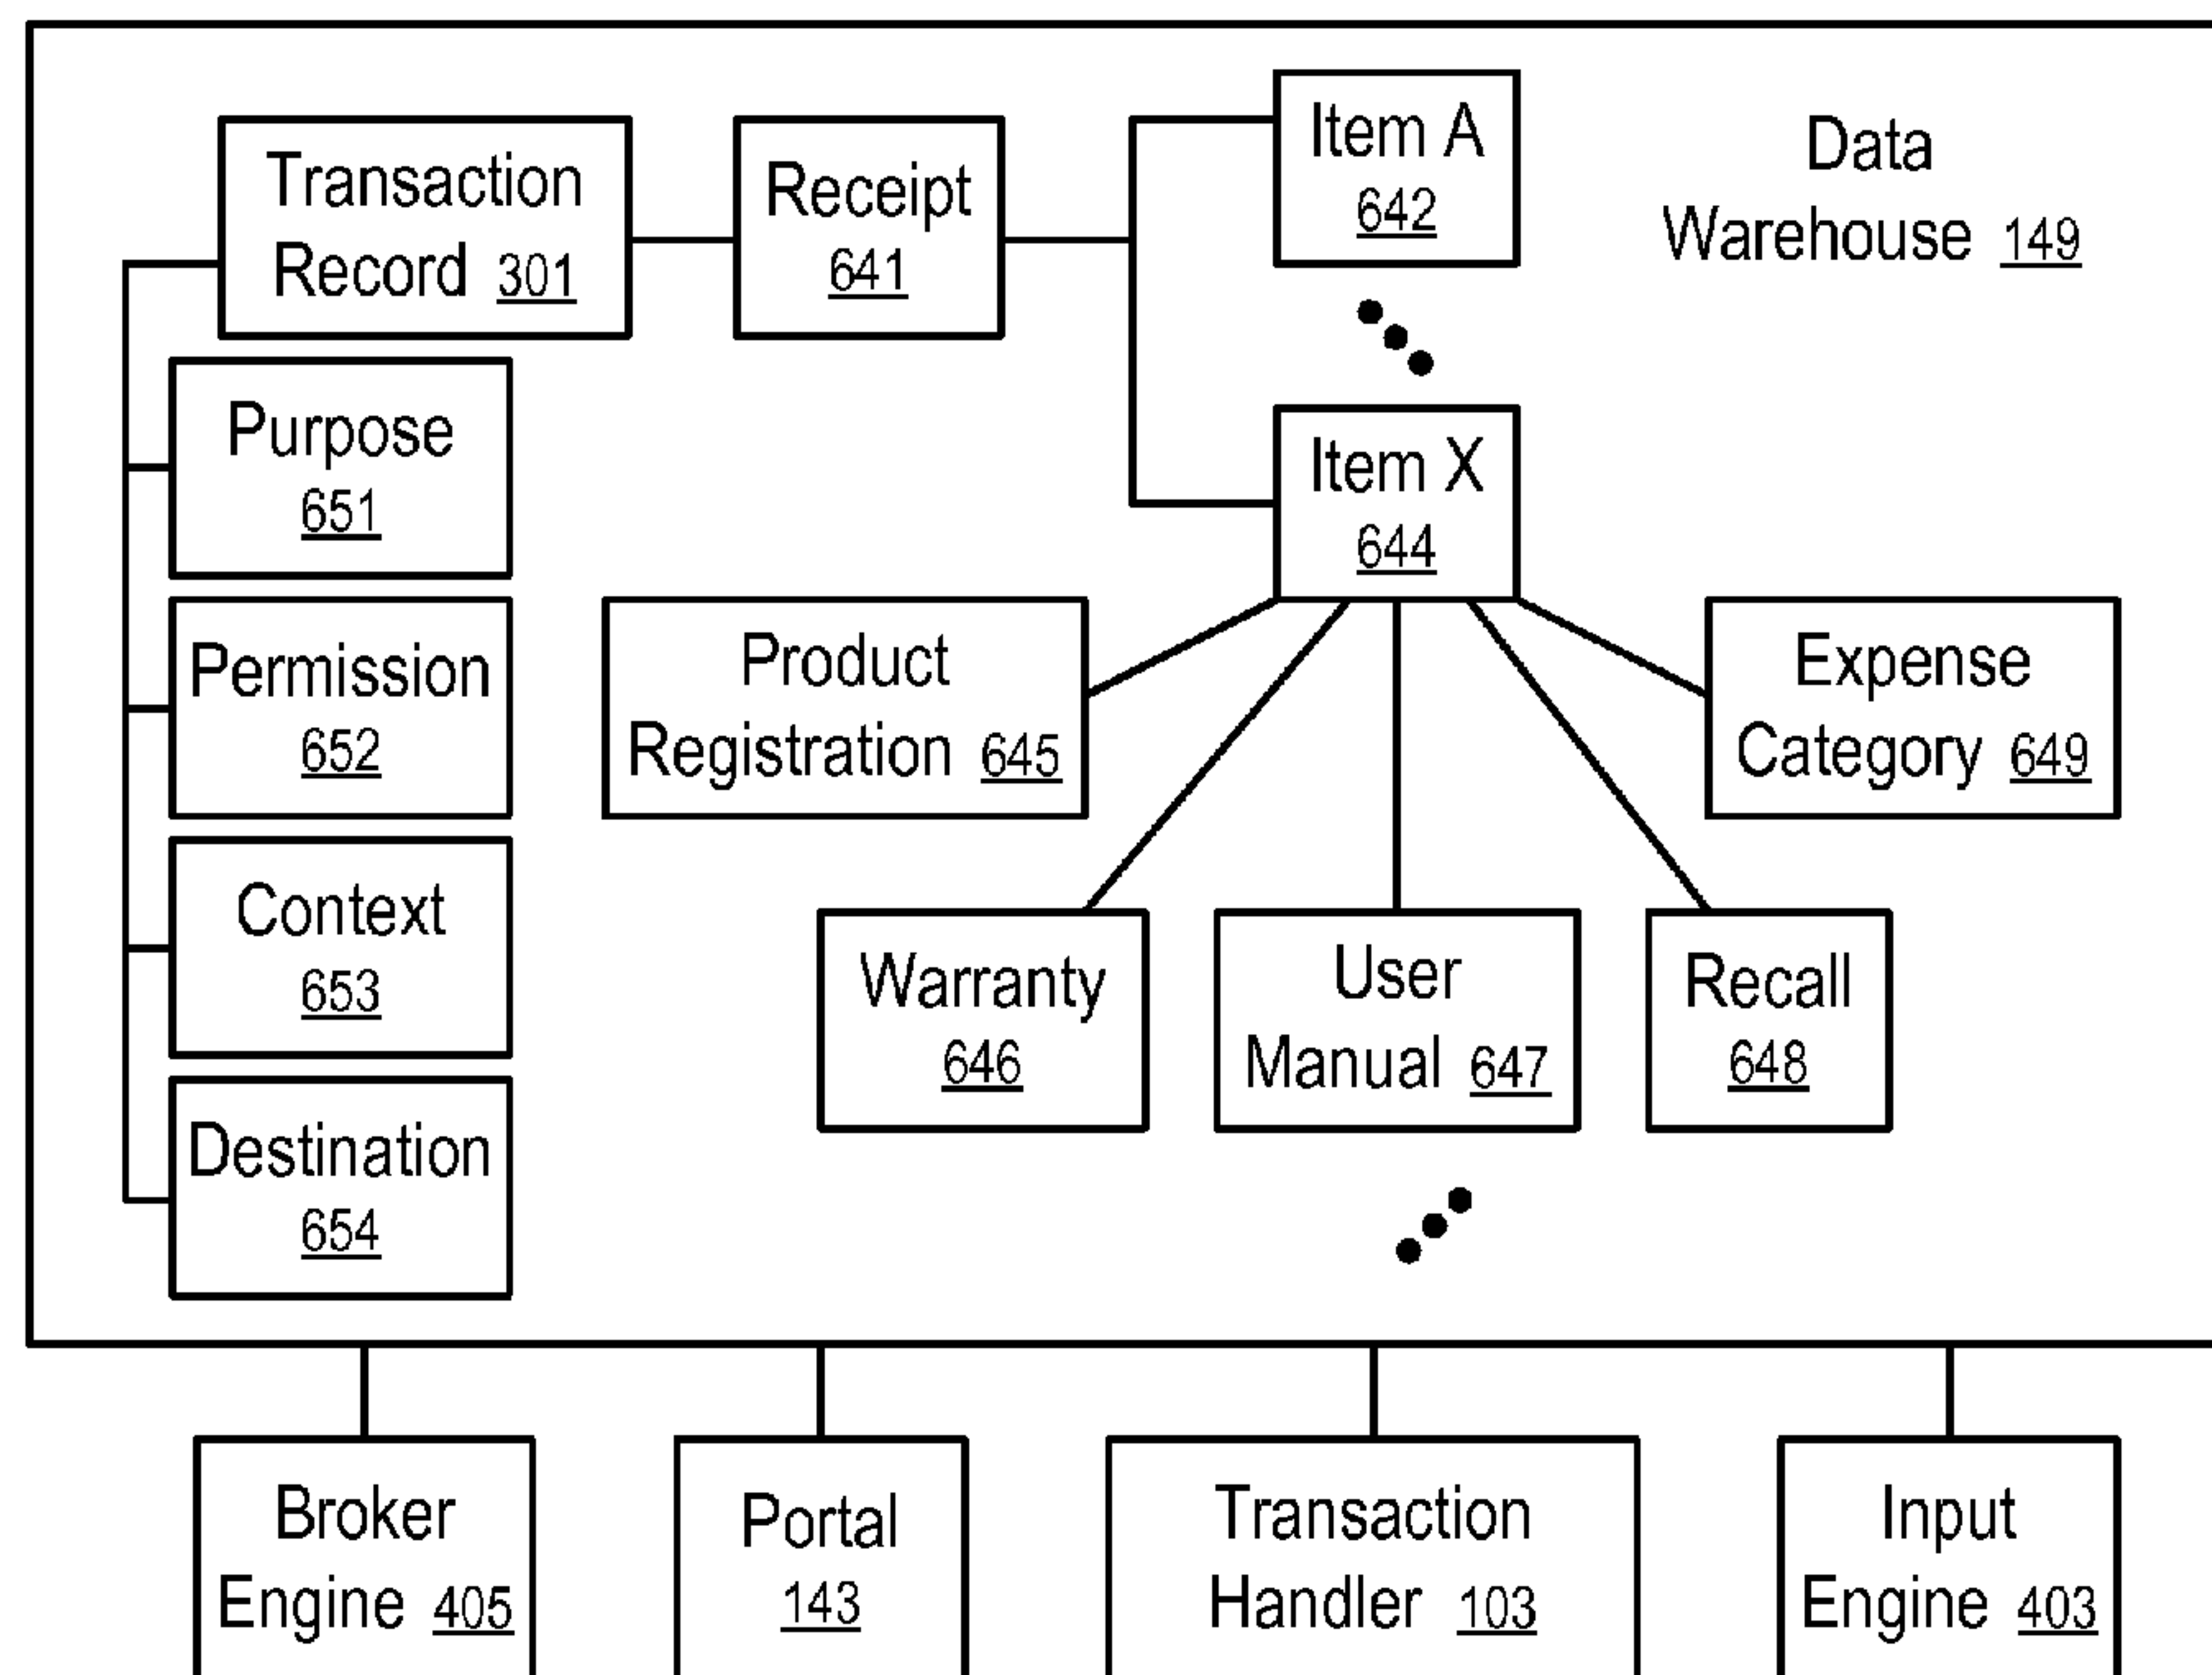 Transaction
Record 301
Receipt
641
Item A
642
Data
Warehouse 149
Purpose
651
Item X
644
Permission
652
Product
Registration 645
Expense
Category 649
Context
653
Warranty
646
User
Manual 647
Recall
648
Destination
654
Broker
Engine 405
Portal
143
Transaction
Handler 103
Input
Engine 403